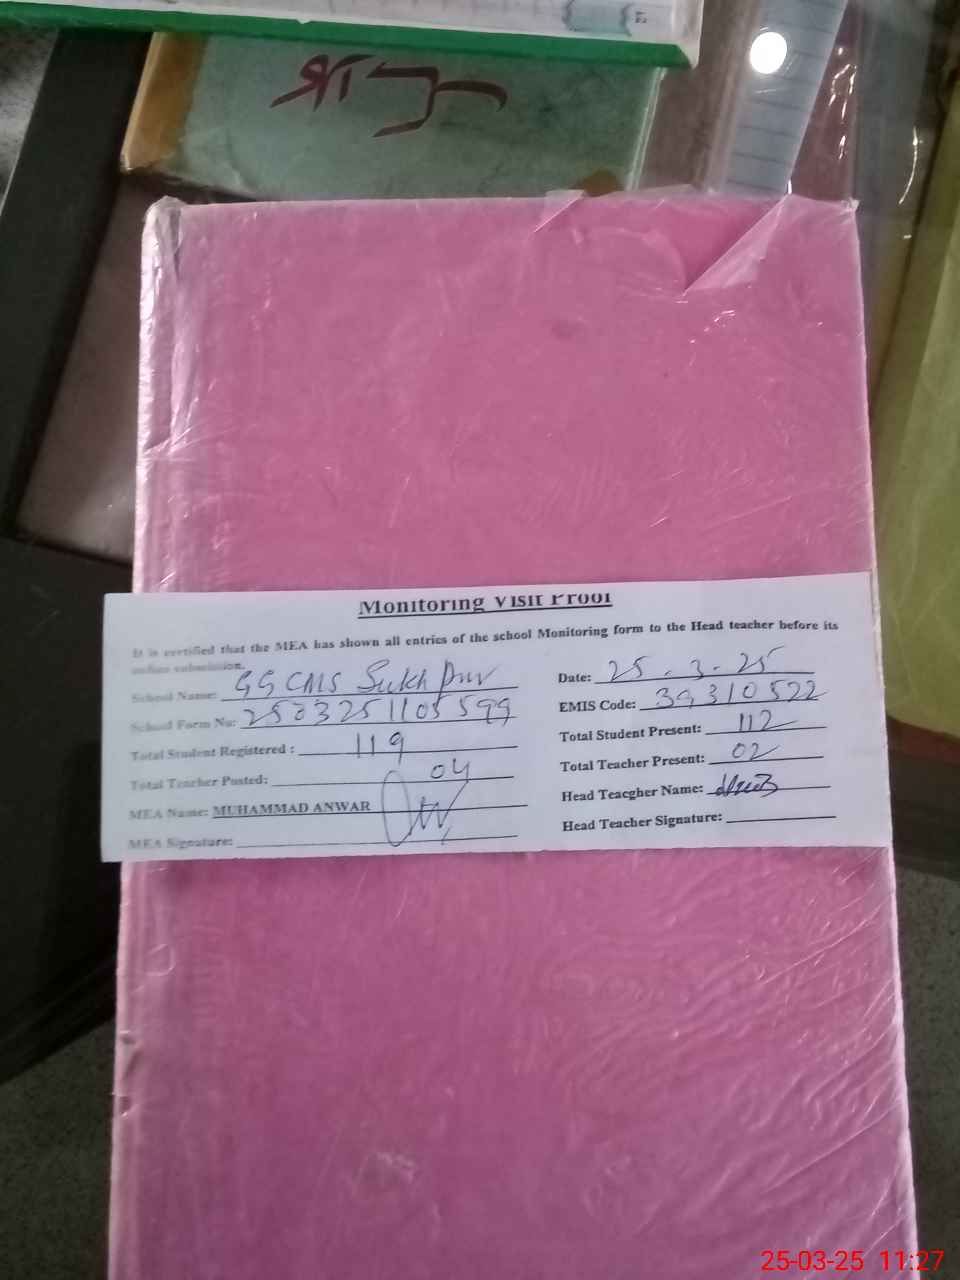 Monitoring Visit Proof
It is certified that the MEA has shown all entries of the school Monitoring form to the Head teacher before its
online submission.
School Name: GGCMS Sukh Pur
Date: 25.3.25
School Form No: 2503251105599
EMIS Code: 39310522
Total Student Registered : 119
Total Student Present: 112
Total Teacher Posted: 04
Total Teacher Present: 02
MEA Name: MUHAMMAD ANWAR
Head Teacgher Name:
MEA Signature:
Head Teacher Signature:
25-03-25 11:27